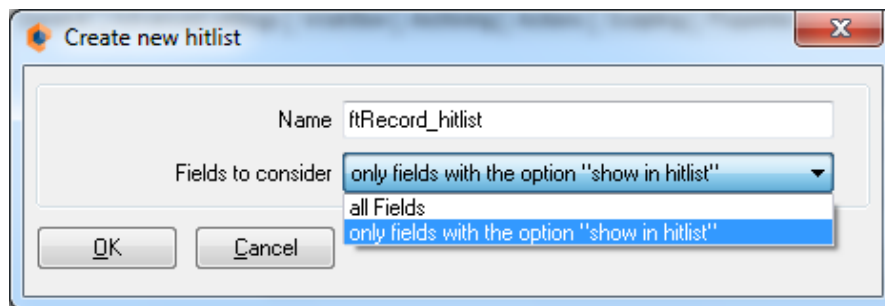 Create new hitlist
Name ftRecord_hitlist
Fields to consider only fields with the option "show in hitlist"
all Fields
only fields with the option "show in hitlist"
OK Cancel